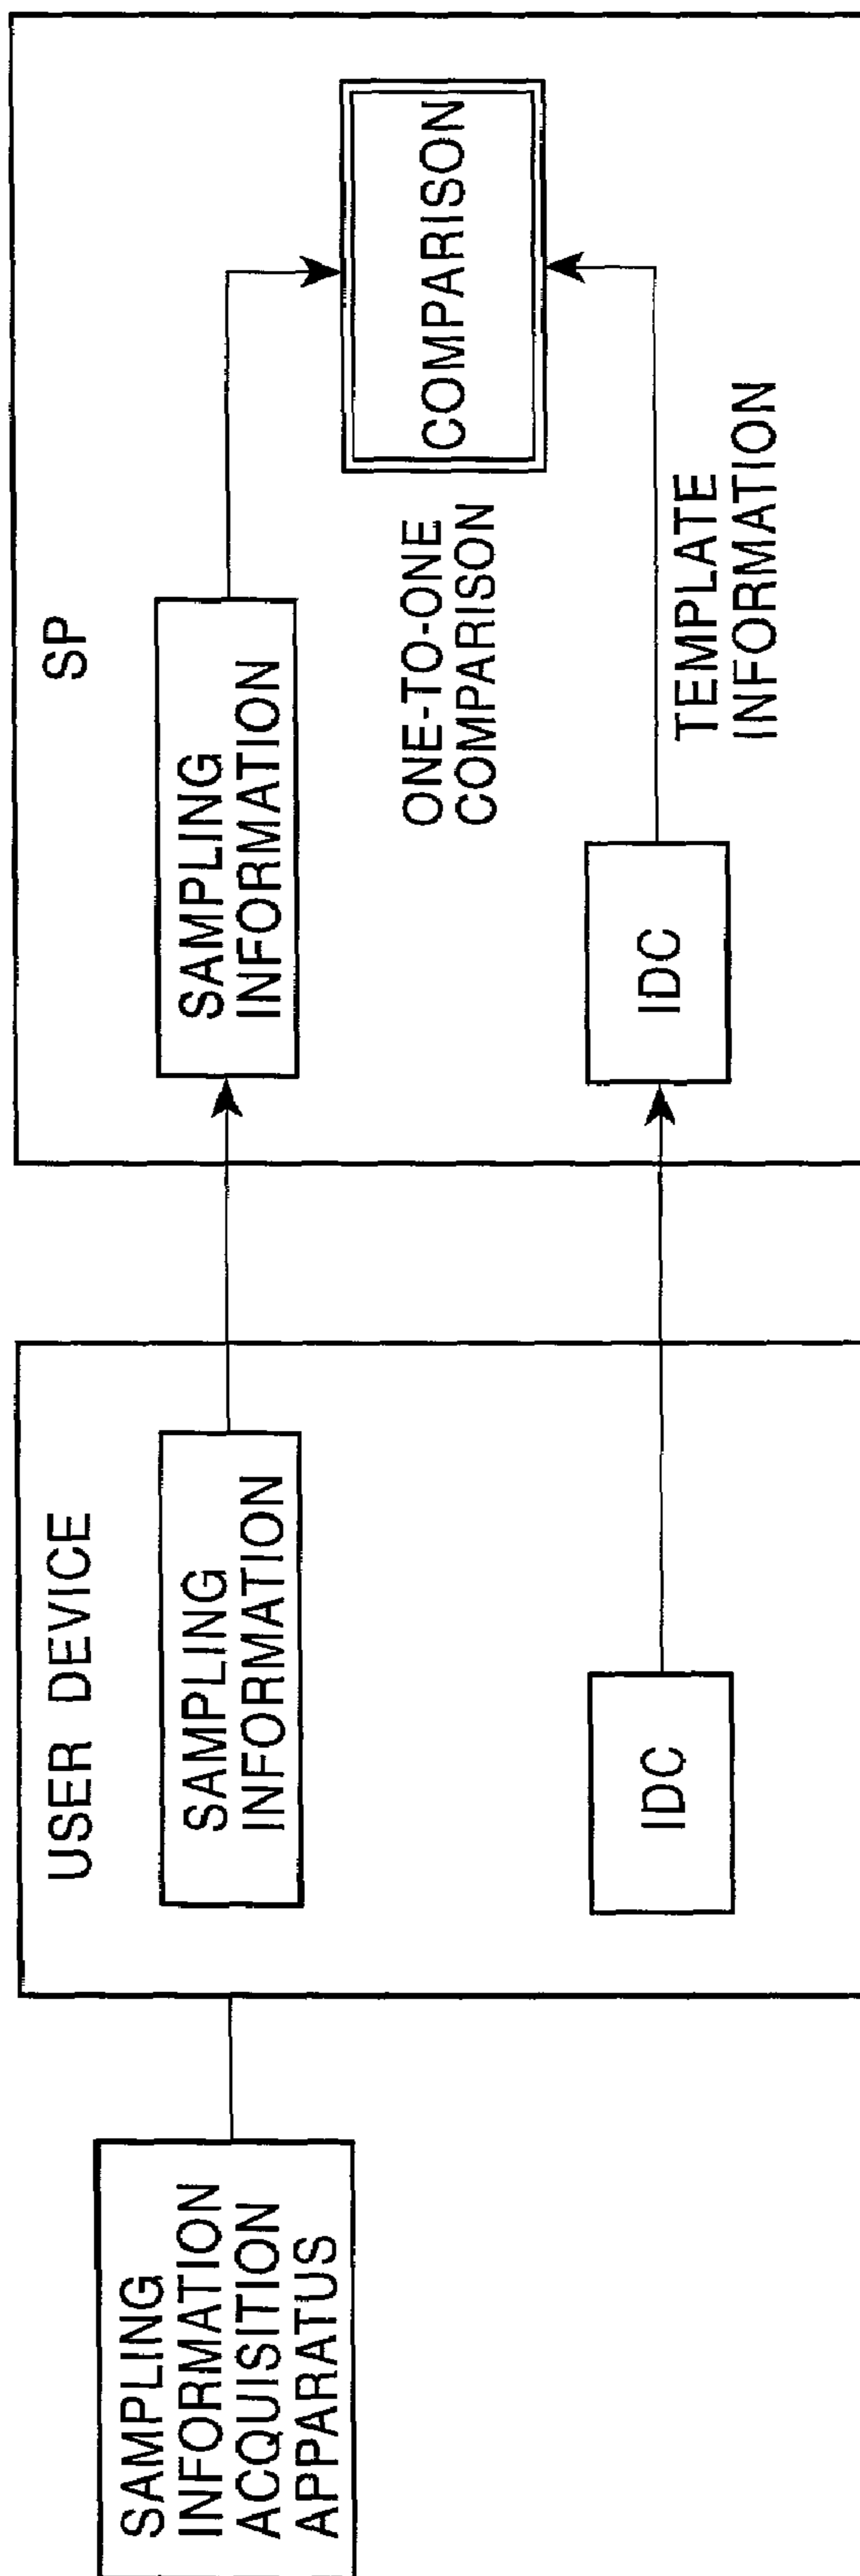 SAMPLING
INFORMATION
ACQUISITION
APPARATUS
USER DEVICE
SAMPLING
INFORMATION
IDC
SP
SAMPLING
INFORMATION
ONE-TO-ONE
COMPARISON
COMPARISON
IDC
TEMPLATE
INFORMATION